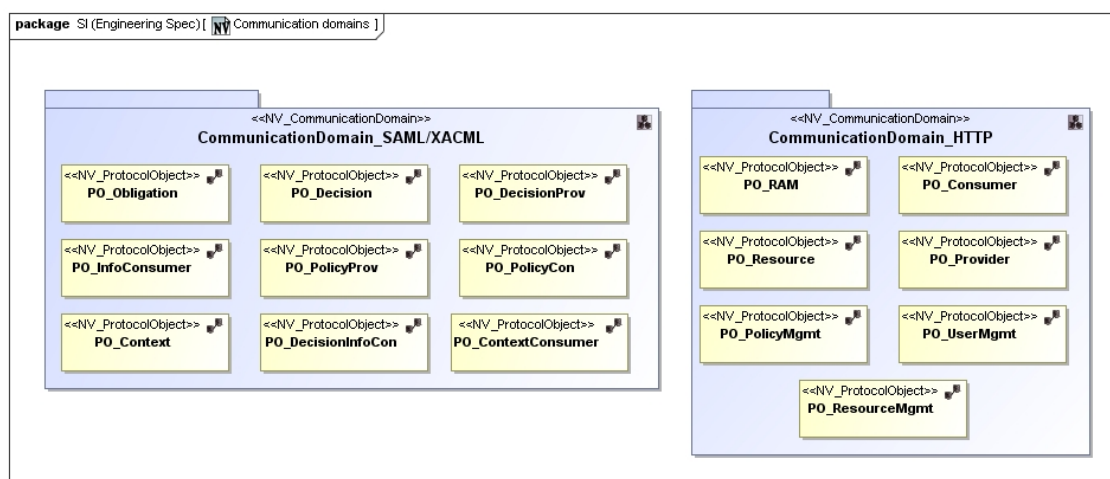 package SI (Engineering Spec) [ NV Communication domains ]
<<NV_CommunicationDomain>>
CommunicationDomain_SAML/XACML
<<NV_ProtocolObject>>
PO_Obligation
<<NV_ProtocolObject>>
PO_Decision
<<NV_ProtocolObject>>
PO_DecisionProv
<<NV_ProtocolObject>>
PO_InfoConsumer
<<NV_ProtocolObject>>
PO_PolicyProv
<<NV_ProtocolObject>>
PO_PolicyCon
<<NV_ProtocolObject>>
PO_Context
<<NV_ProtocolObject>>
PO_DecisionInfoCon
<<NV_ProtocolObject>>
PO_ContextConsumer
<<NV_CommunicationDomain>>
CommunicationDomain_HTTP
<<NV_ProtocolObject>>
PO_RAM
<<NV_ProtocolObject>>
PO_Consumer
<<NV_ProtocolObject>>
PO_Resource
<<NV_ProtocolObject>>
PO_Provider
<<NV_ProtocolObject>>
PO_PolicyMgmt
<<NV_ProtocolObject>>
PO_UserMgmt
<<NV_ProtocolObject>>
PO_ResourceMgmt